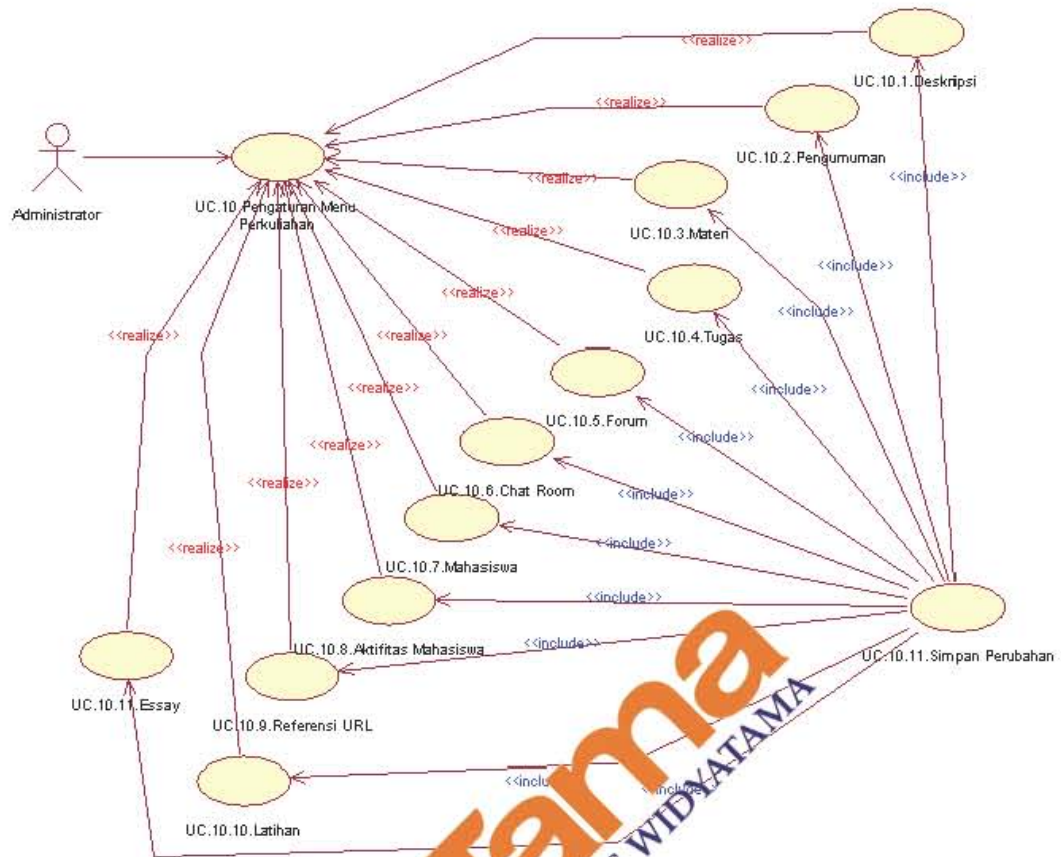 <<realize>>
UC.10.1.Deskripsi
<<realize>>
UC.10.2.Pengumuman
<<realize>>
<<include>>
Administrator
UC.10.Pengaturan Menu
Perkuliahan
UC.10.3.Materi
<<realize>>
<<include>>
<<realize>>
<<include>>
UC.10.4.Tugas
<<realize>>
<<realize>>
<<realize>>
<<include>>
UC.10.5.Forum
<<include>>
<<realize>>
<<realize>>
UC.10.6.Chat Room
<<include>>
<<realize>>
<<realize>>
<<include>>
UC.10.7.Mahasiswa
<<include>>
UC.10.8.Aktifitas Mahasiswa
<<include>>
UC.10.11.Simpan Perubahan
UC.10.11.Essay
UC.10.9.Referensi URL
<<include>>
<<include>>
UC.10.10.Latihan
tama
WIDYATAMA